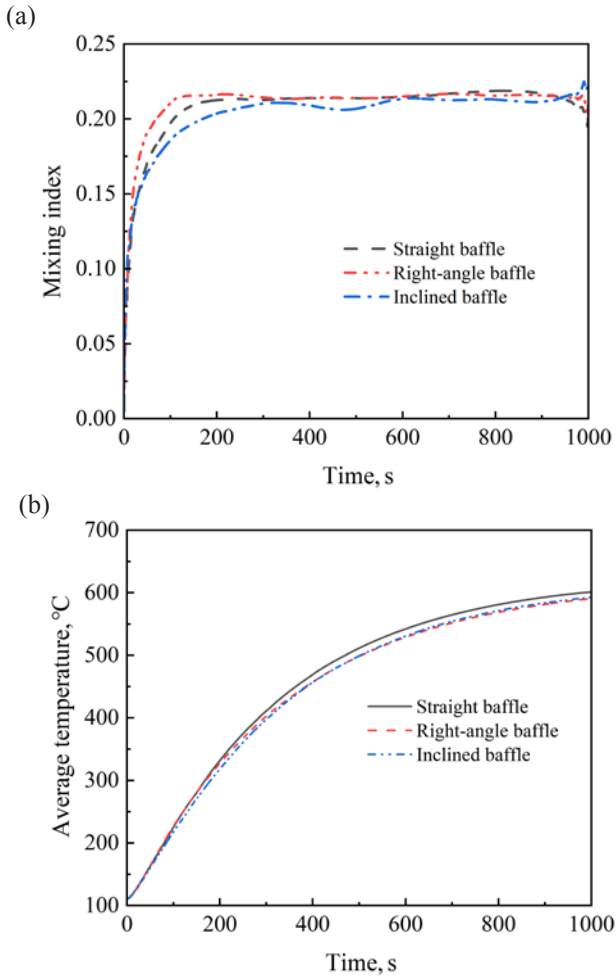 (a)
0.25
0.20
0.15
0.10
0.05
0.00
Mixing index
Straight baffle
Right-angle baffle
Inclined baffle
0 200 400 600 800 1000
Time, s
(b)
700
600
500
400
300
200
100
Average temperature, °C
Straight baffle
Right-angle baffle
Inclined baffle
0 200 400 600 800 1000
Time, s